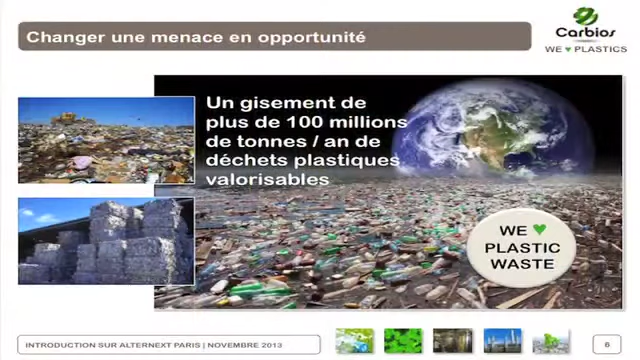 Changer une menace en opportunité
Carbios
WE ♥ PLASTICS
Un gisement de
plus de 100 millions
de tonnes / an de
déchets plastiques
valorisables
WE ♥
PLASTIC
WASTE
INTRODUCTION SUR ALTERNEXT PARIS | NOVEMBRE 2013
6